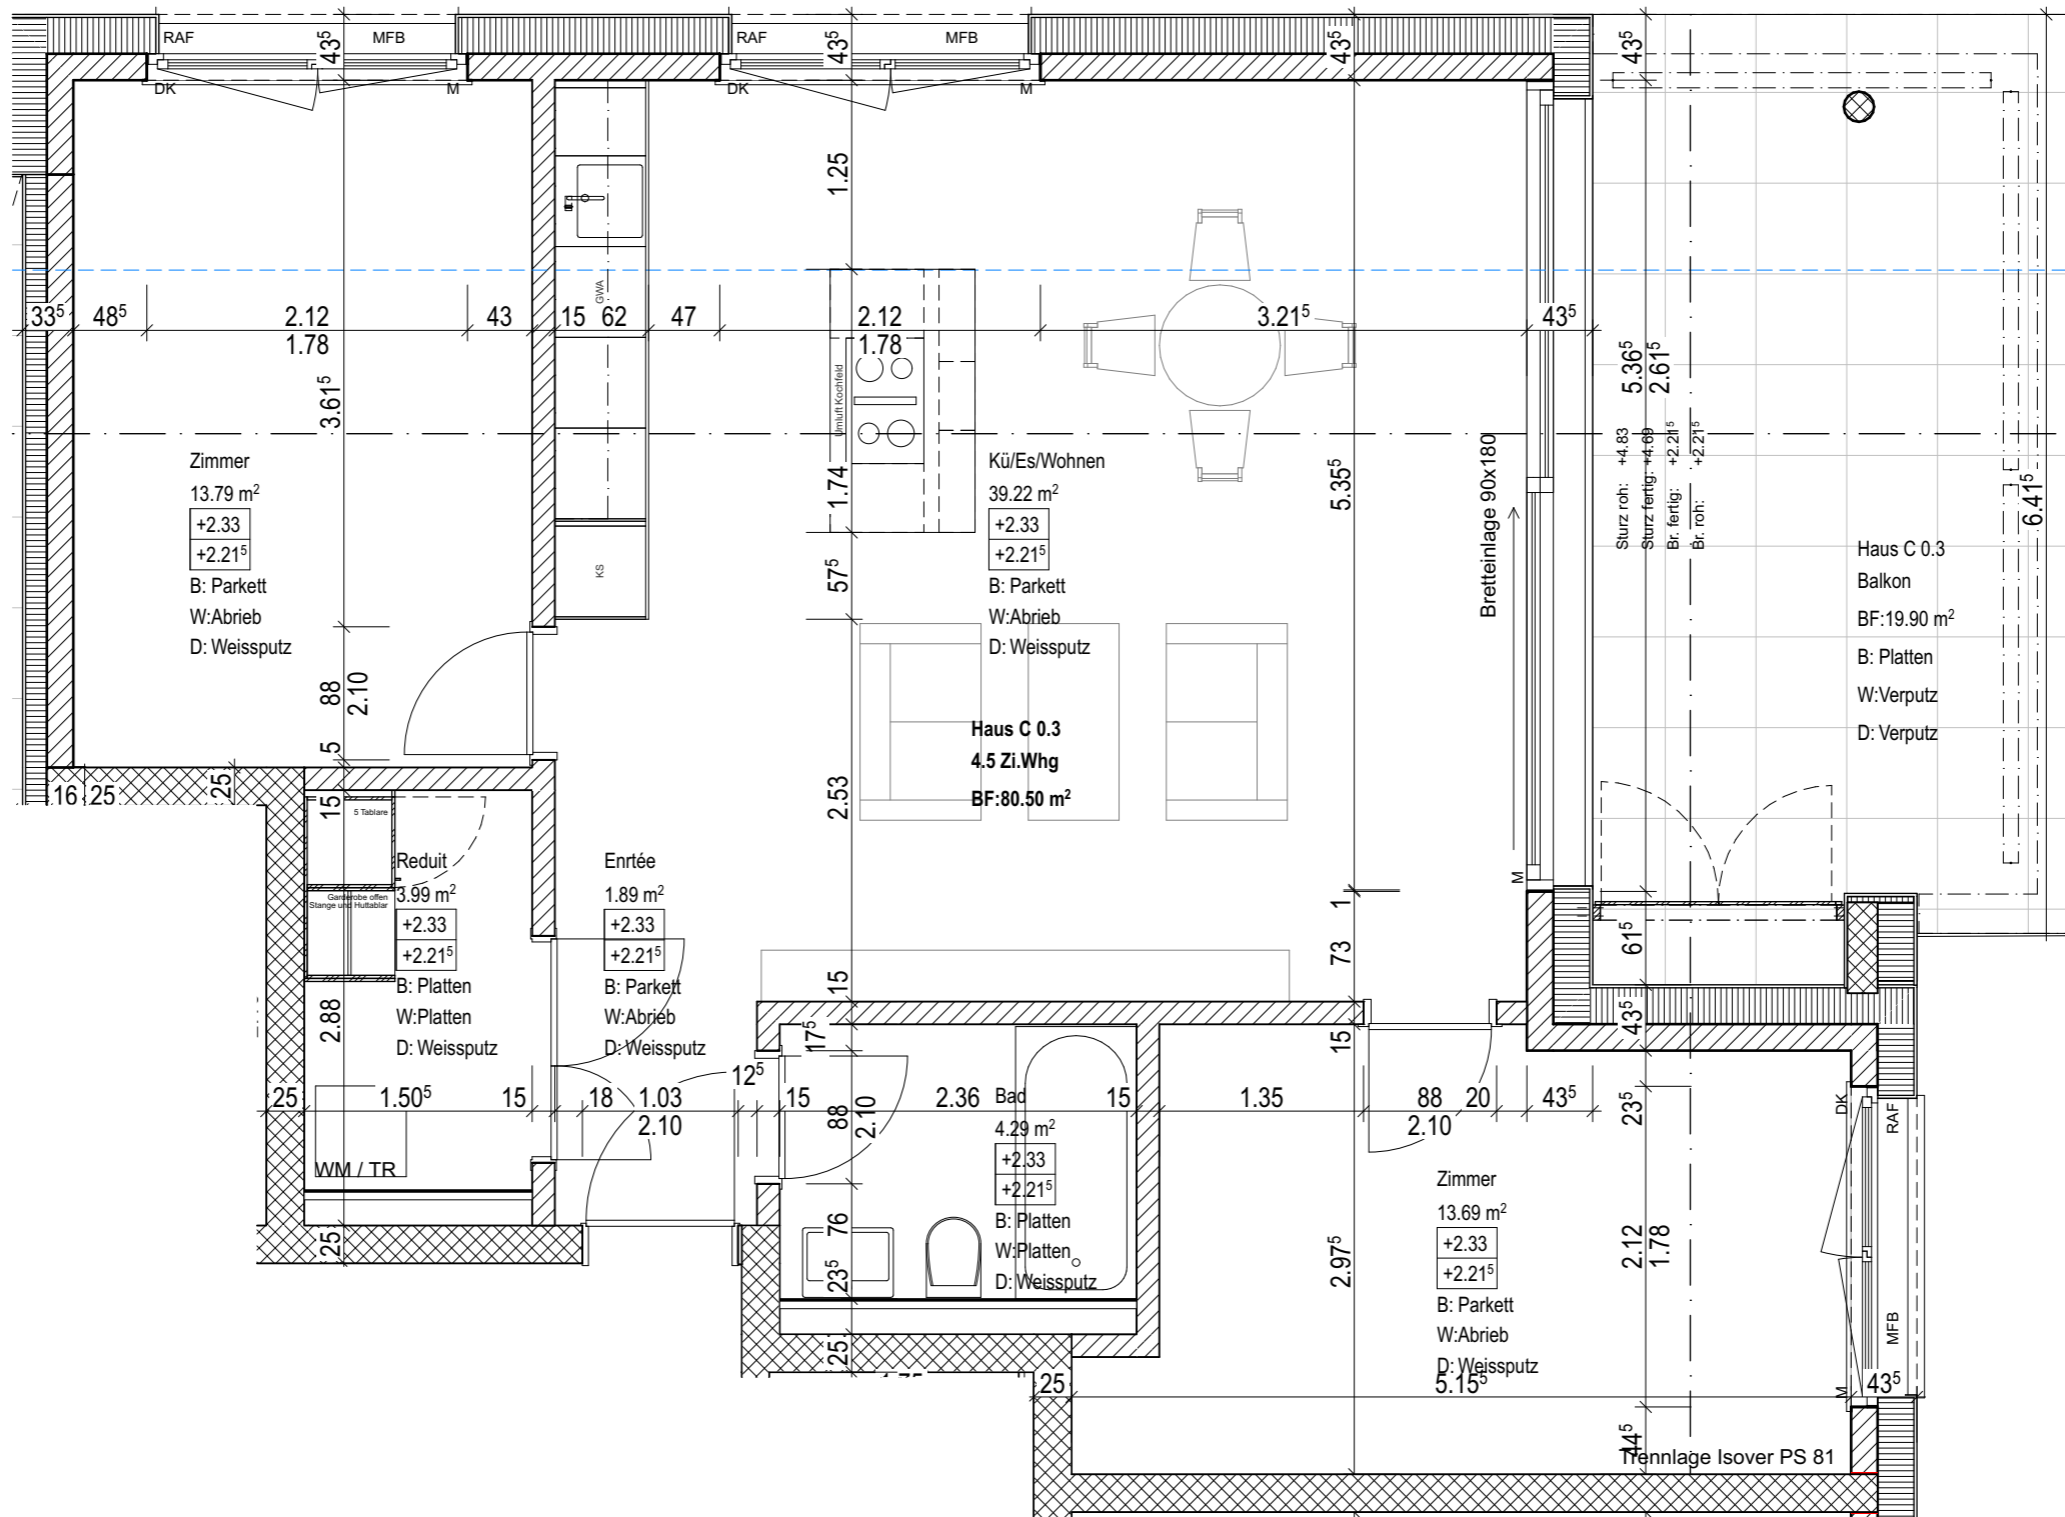 RAF
MFB
RAF
MFB
43⁵
43⁵
43⁵
43⁵
DK
M
DK
M
1.25
33⁵
48⁵
2.12
1.78
43
15
62
47
2.12
1.78
3.21⁵
43⁵
GWA
3.61⁵
Umluft Kochfeld
1.74
5.35⁵
5.36⁵
2.61⁵
6.41⁵
Zimmer
13.79 m²
+2.33
+2.21⁵
B: Parkett
W:Abrieb
D: Weissputz
Kü/Es/Wohnen
39.22 m²
+2.33
+2.21⁵
B: Parkett
W:Abrieb
D: Weissputz
KS
57⁵
Bretteinlage 90x180
Sturz roh: +4.83
Sturz fertig: +4.69
Br. fertig: +2.21⁵
Br. roh: +2.21⁵
Haus C 0.3
Balkon
BF:19.90 m²
B: Platten
W:Verputz
D: Verputz
88
2.10
5
Haus C 0.3
4.5 Zi.Whg
BF:80.50 m²
2.53
16
25
25
15
5 Tablare
Garderobe offen
Stange und Huttablar
Reduit
3.99 m²
+2.33
+2.21⁵
B: Platten
W:Platten
D: Weissputz
Enrtée
1.89 m²
+2.33
+2.21⁵
B: Parkett
W:Abrieb
D: Weissputz
M
1
73
15
61⁵
43⁵
2.88
17⁵
15
12⁵
25
1.50⁵
15
18
1.03
2.10
15
88
2.10
2.36
15
1.35
88
2.10
20
43⁵
23⁵
DK
RAF
WM / TR
Bad
4.29 m²
+2.33
+2.21⁵
B: Platten
W:Platten
D: Weissputz
Zimmer
13.69 m²
+2.33
+2.21⁵
B: Parkett
W:Abrieb
D: Weissputz
25
76
23⁵
25
2.97⁵
2.12
1.78
MFB
M
25
5.15⁵
43⁵
44⁵
Trennlage Isover PS 81